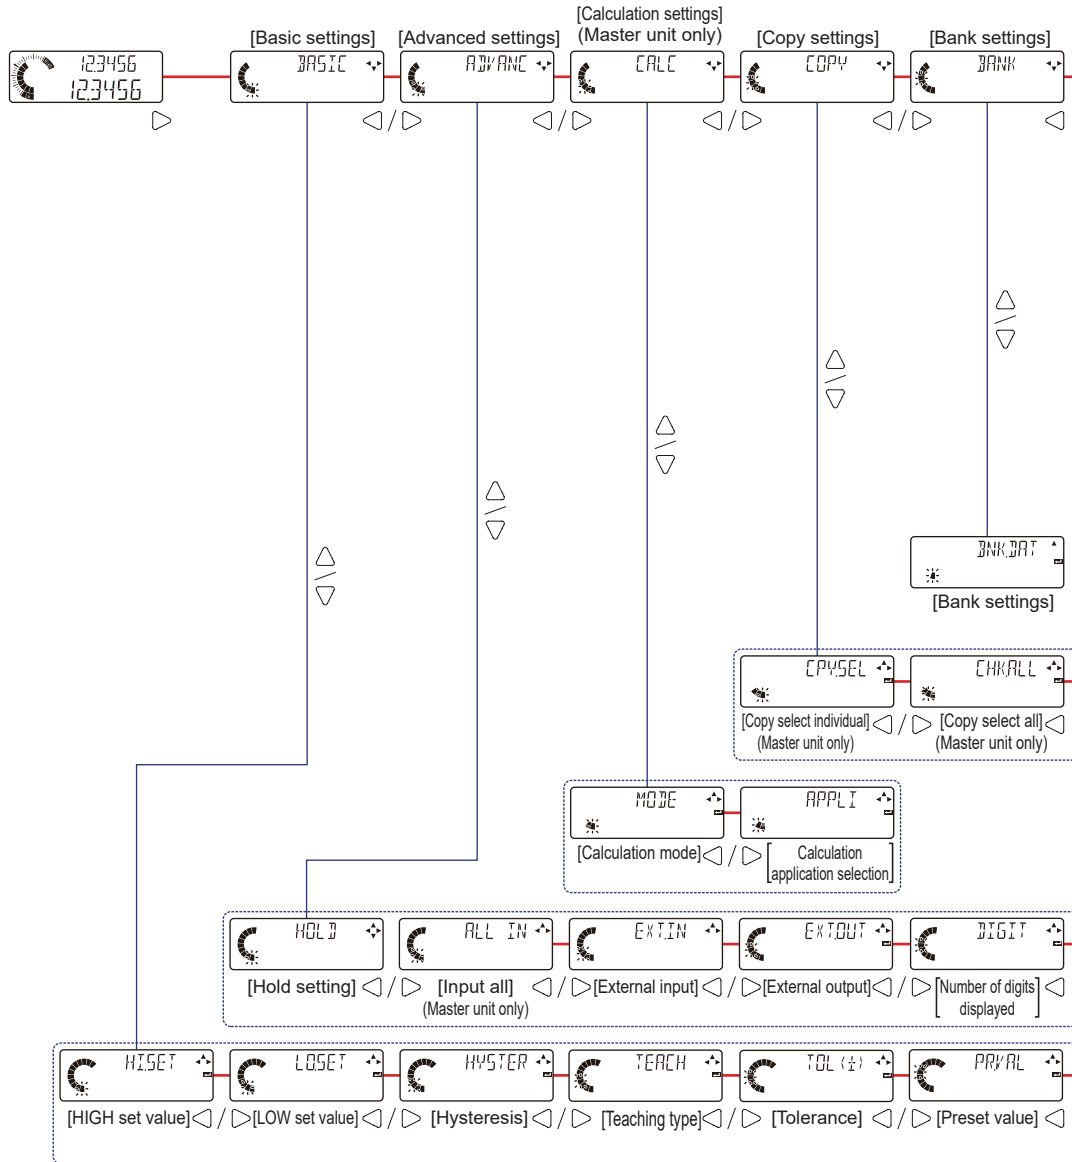 [Calculation settings]
(Master unit only)
[Basic settings]
[Advanced settings]
[Copy settings]
[Bank settings]
12.3456
12.3456
BASIC
ADVANC
CALC
COPY
BANK
/
/
/
/
BNK.DAT
[Bank settings]
CPY.SEL
CHK.ALL
[Copy select individual] / [Copy select all]
(Master unit only)
(Master unit only)
MODE
APPLI
[Calculation mode] / [Calculation
application selection]
HOLD
ALL IN
EXT.IN
EXT.OUT
DIGIT
[Hold setting] / [Input all] / [External input] / [External output] / [Number of digits
displayed]
(Master unit only)
HI.SET
LO.SET
HYSTER
TEACH
TOL (±)
PR.VAL
[HIGH set value] / [LOW set value] / [Hysteresis] / [Teaching type] / [Tolerance] / [Preset value]